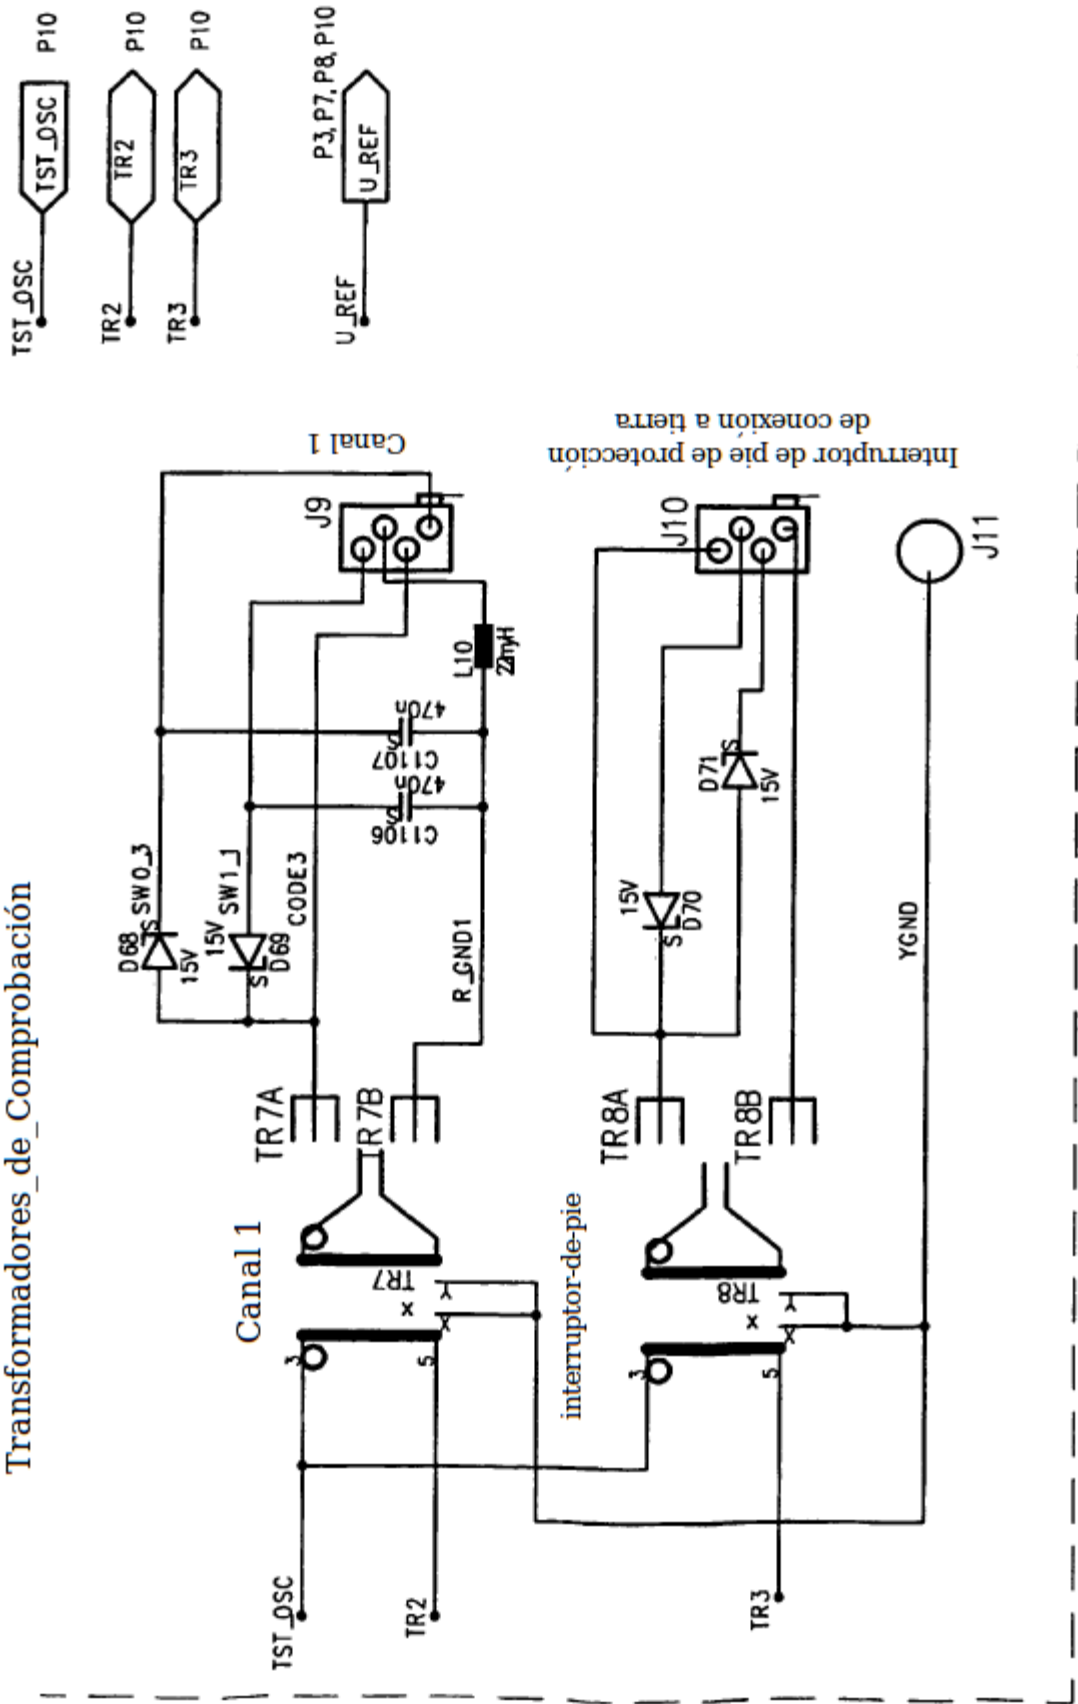 Transformadores_de_Comprobación
TST_OSC
TR2
TR3
3
5
Canal 1
TR7
X
Y
X
3
5
interruptor-de-pie
TR8
X
Y
X
TR7A
TR7B
TR8A
TR8B
D68
15V
S
SW0_3
15V
SW1_1
S
D69
CODE3
R_GND1
C1106
470n
S
C1107
470n
S
L10
22myH
J9
Canal 1
15V
S
D70
D71
15V
S
J10
Interruptor de pie de protección
de conexión a tierra
YGND
J11
TST_OSC
TST_OSC
P10
TR2
TR2
P10
TR3
TR3
P10
U_REF
U_REF
P3, P7, P8, P10